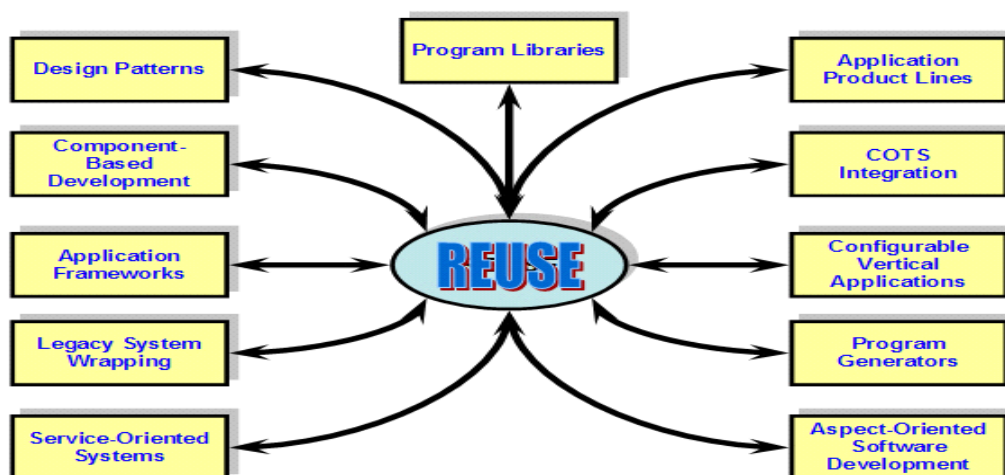 Program Libraries
Design Patterns
Application
Product Lines
Component-
Based
Development
COTS
Integration
REUSE
Application
Frameworks
Configurable
Vertical
Applications
Legacy System
Wrapping
Program
Generators
Service-Oriented
Systems
Aspect-Oriented
Software
Development